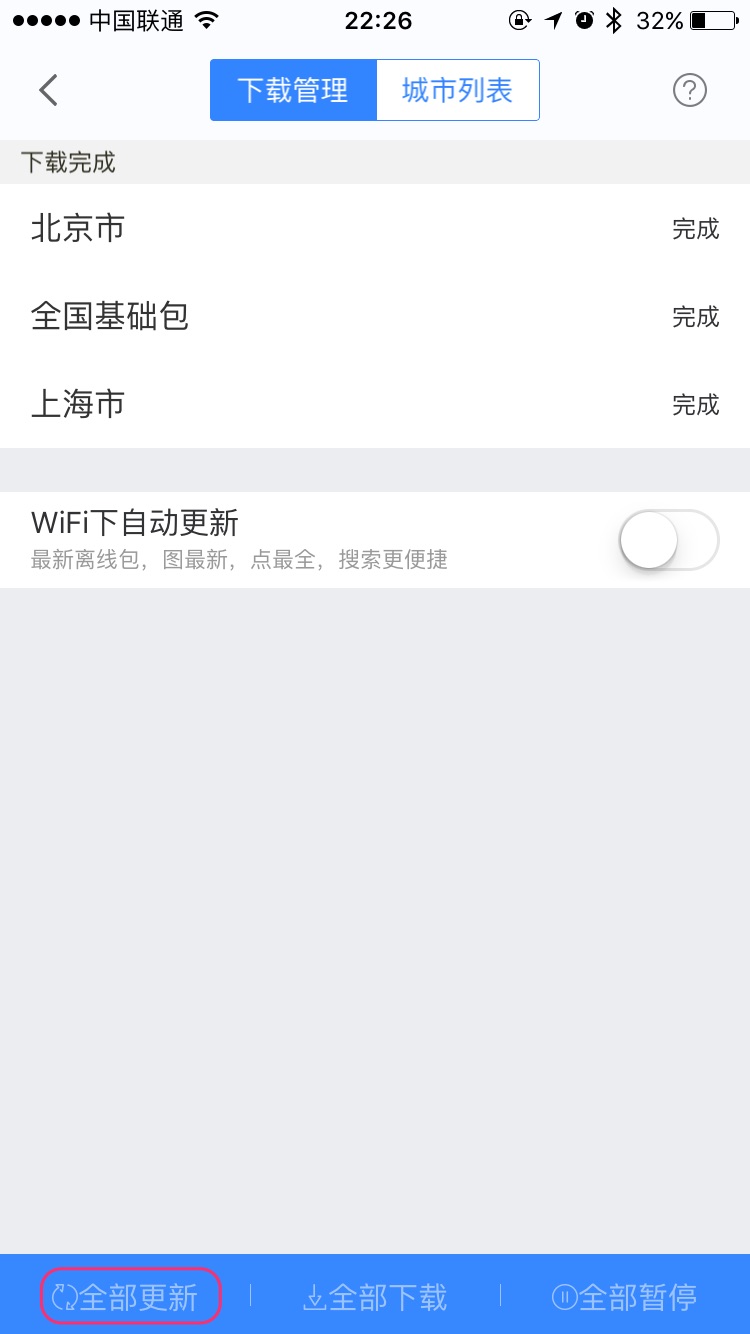 中国联通 22:26 32%
下载管理 城市列表
下载完成
北京市 完成
全国基础包 完成
上海市 完成
WiFi下自动更新
最新离线包，图最新，点最全，搜索更便捷
全部更新 全部下载 全部暂停